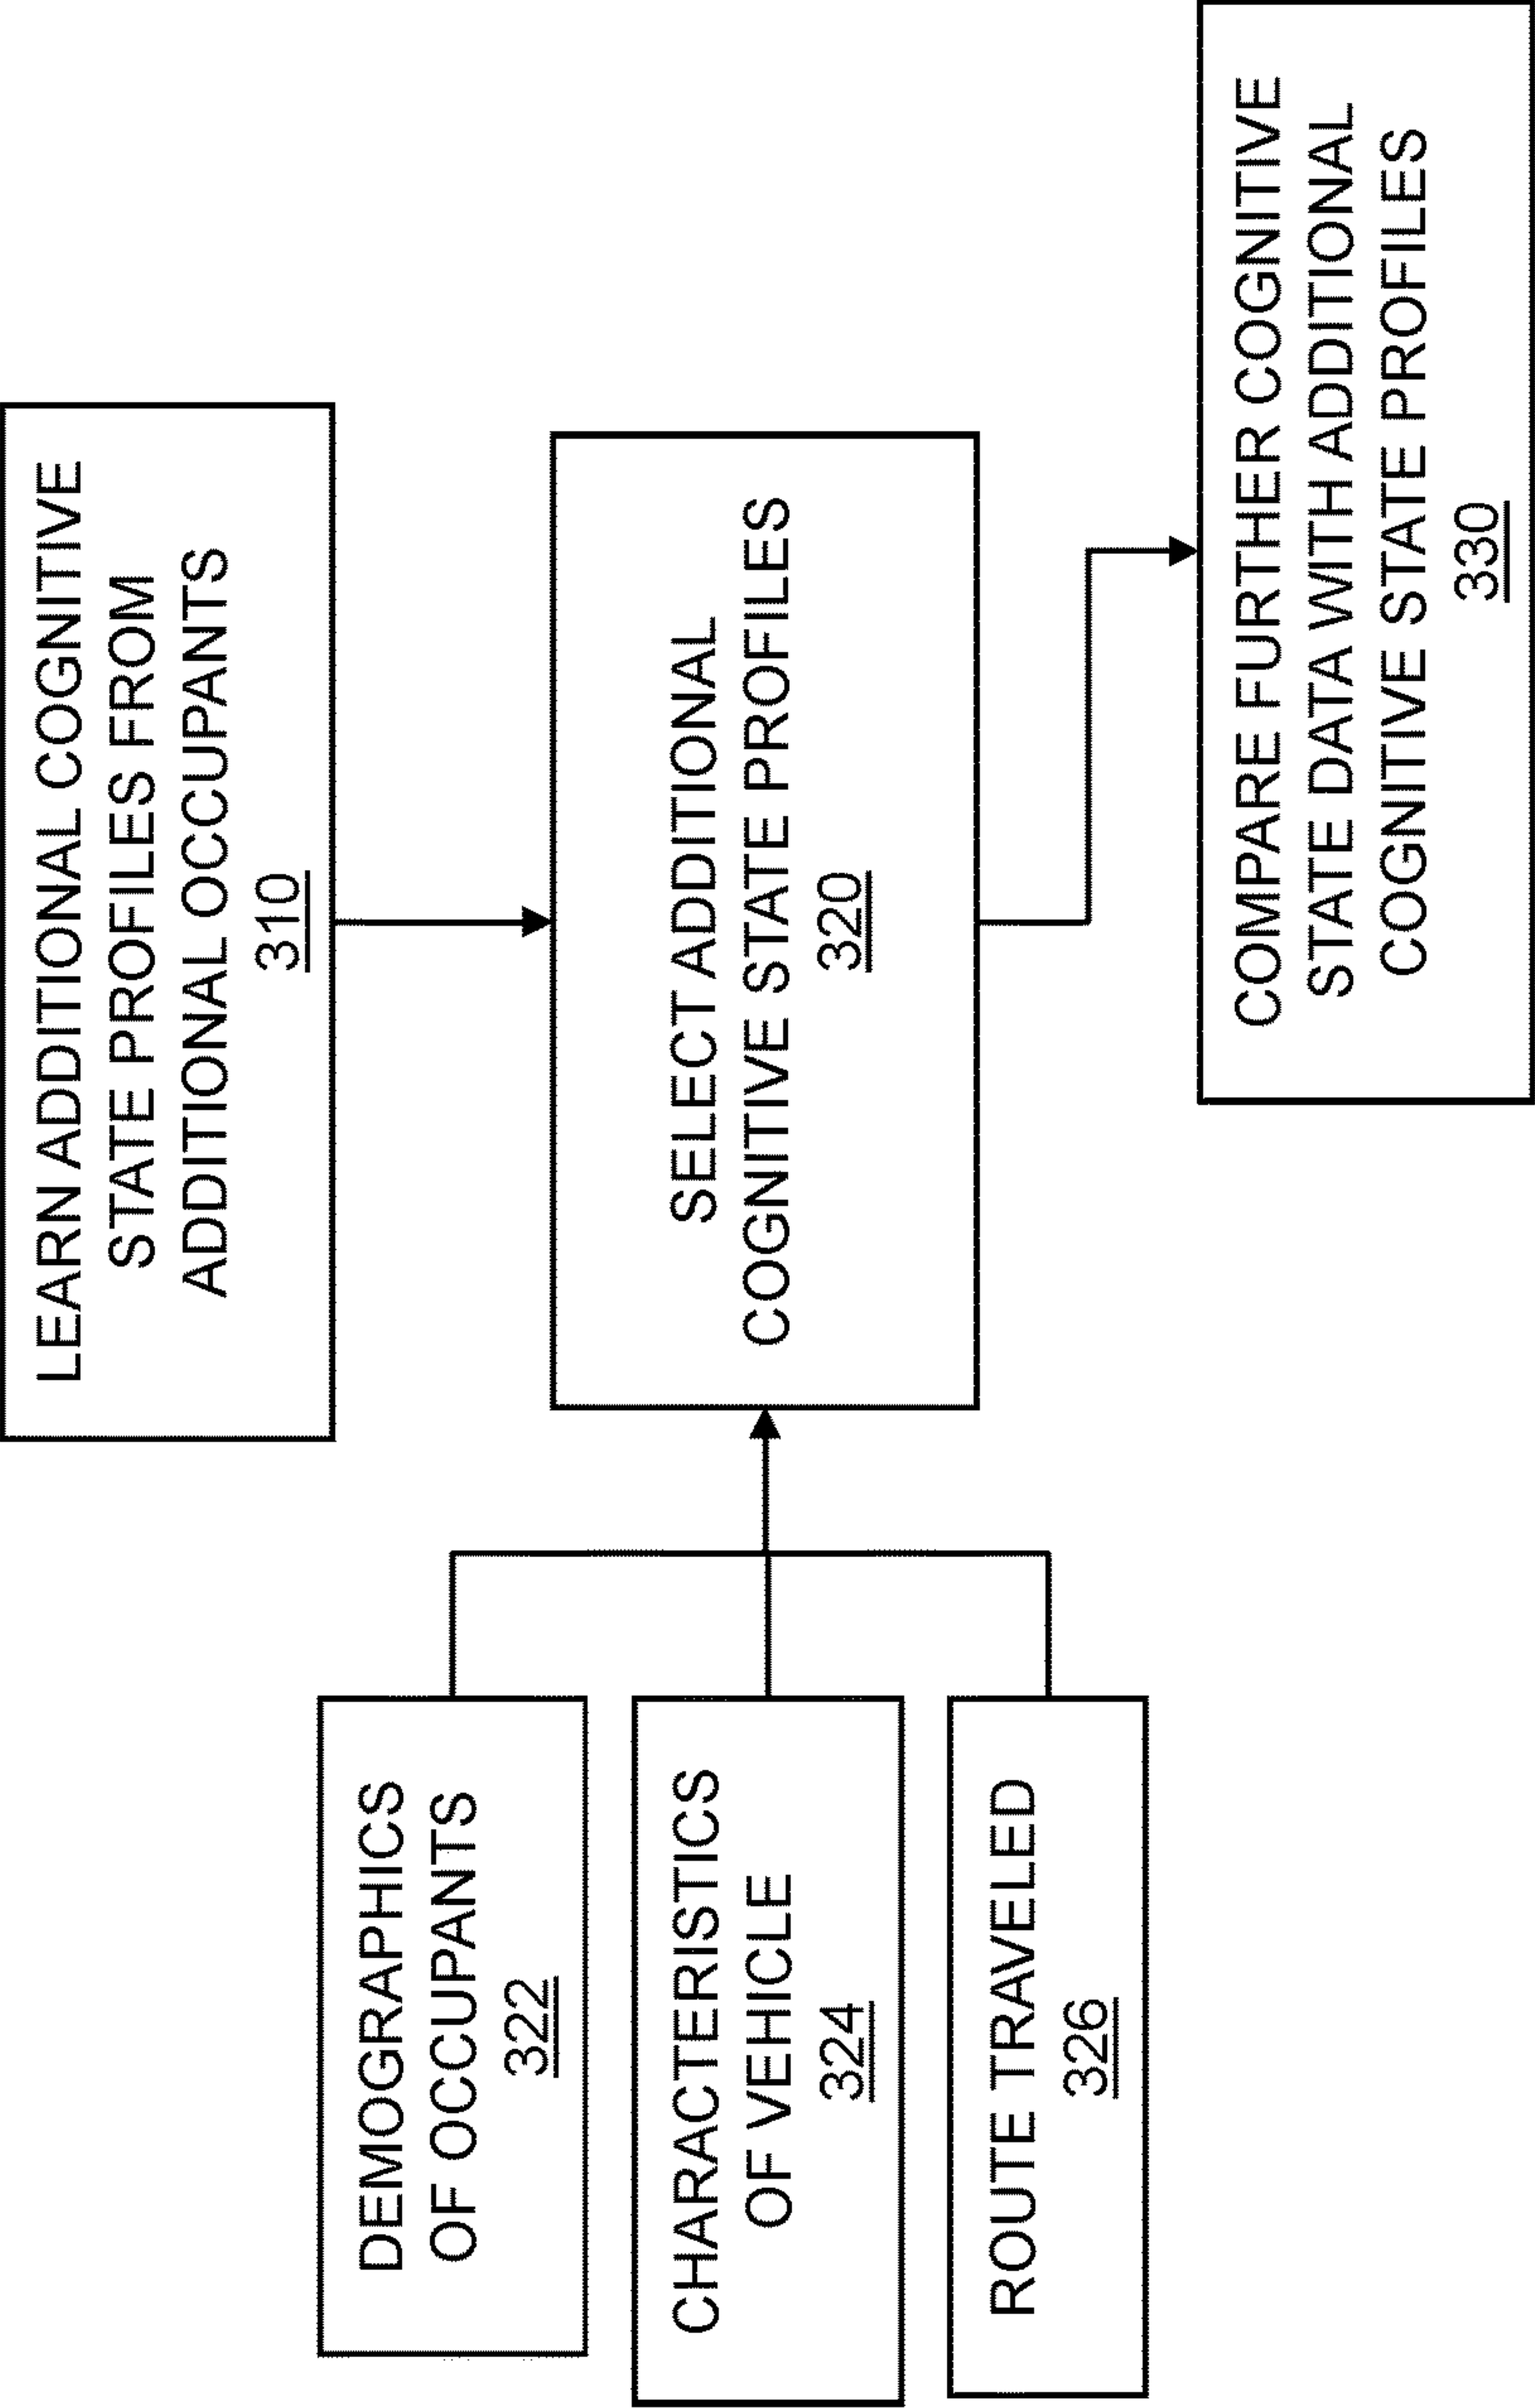 LEARN ADDITIONAL COGNITIVE
STATE PROFILES FROM
ADDITIONAL OCCUPANTS
310
DEMOGRAPHICS
OF OCCUPANTS
322
CHARACTERISTICS
OF VEHICLE
324
ROUTE TRAVELED
326
SELECT ADDITIONAL
COGNITIVE STATE PROFILES
320
COMPARE FURTHER COGNITIVE
STATE DATA WITH ADDITIONAL
COGNITIVE STATE PROFILES
330